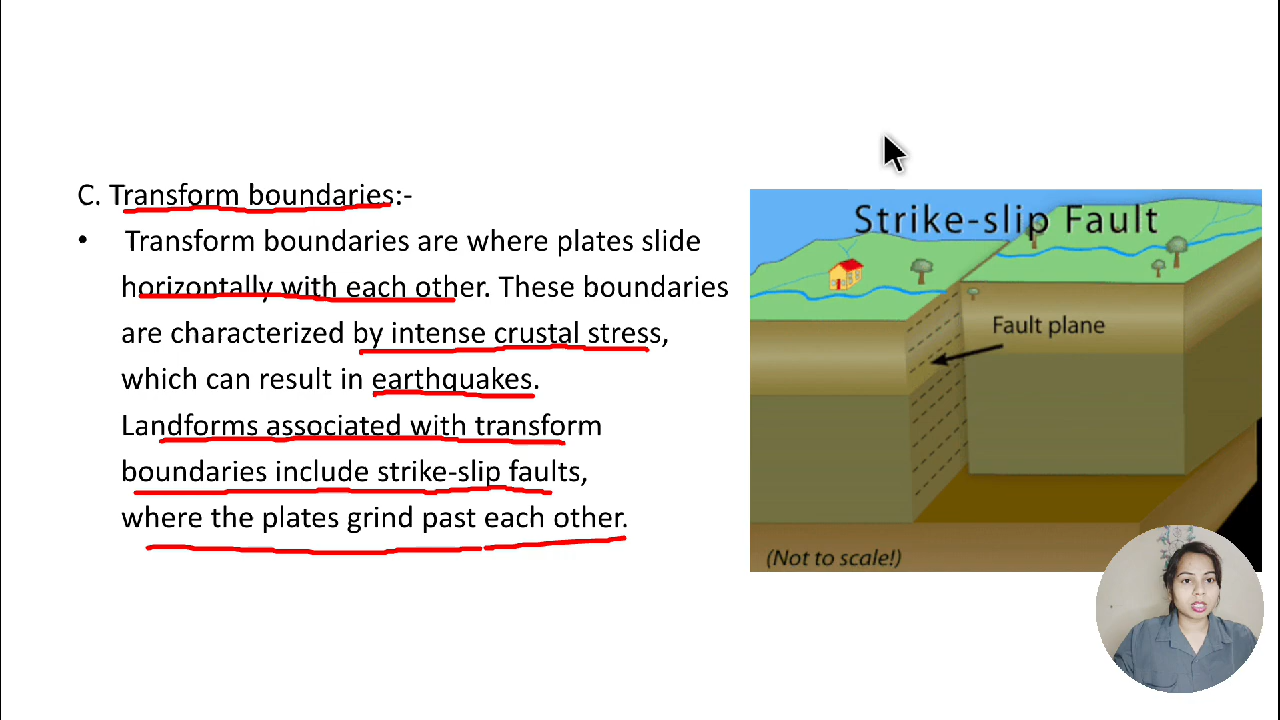 C. Transform boundaries:-
• Transform boundaries are where plates slide
horizontally with each other. These boundaries
are characterized by intense crustal stress,
which can result in earthquakes.
Landforms associated with transform
boundaries include strike-slip faults,
where the plates grind past each other.
Strike-slip Fault
Fault plane
(Not to scale!)